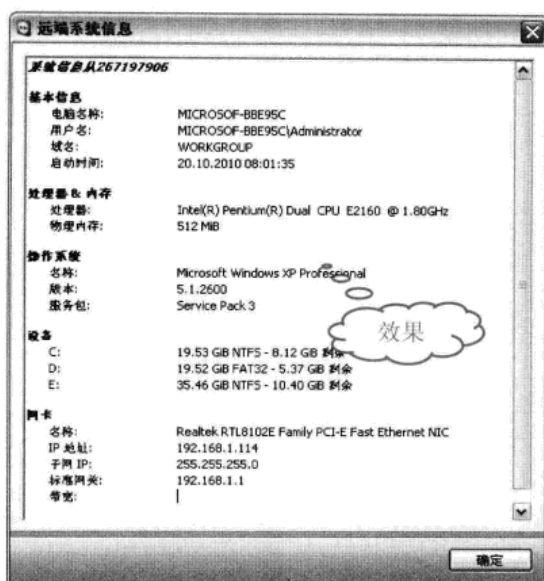 远端系统信息
系统信息从267197906
基本信息
电脑名称: MICROSOF-BBE95C
用户名: MICROSOF-BBE95C\Administrator
域名: WORKGROUP
启动时间: 20.10.2010 08:01:35
处理器 & 内存
处理器: Intel(R) Pentium(R) Dual CPU E2160 @ 1.80GHz
物理内存: 512 MiB
操作系统
名称: Microsoft Windows XP Professional
版本: 5.1.2600
服务包: Service Pack 3
效果
设备
C: 19.53 GiB NTFS - 8.12 GiB 剩余
D: 19.52 GiB FAT32 - 5.37 GiB 剩余
E: 35.46 GiB NTFS - 10.40 GiB 剩余
网卡
名称: Realtek RTL8102E Family PCI-E Fast Ethernet NIC
IP 地址: 192.168.1.114
子网 IP: 255.255.255.0
标准网关: 192.168.1.1
带宽:
确定